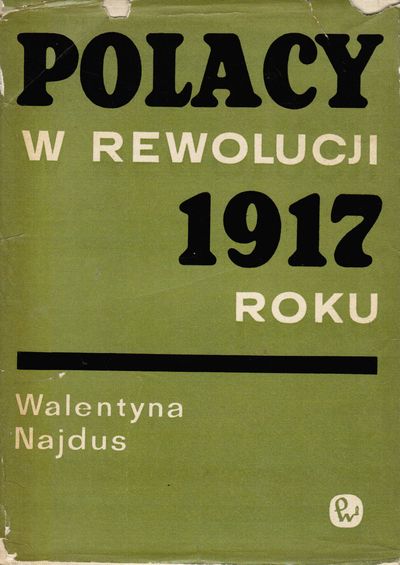 POLACY
W REWOLUCJI
1917
ROKU
Walentyna
Najdus
PW